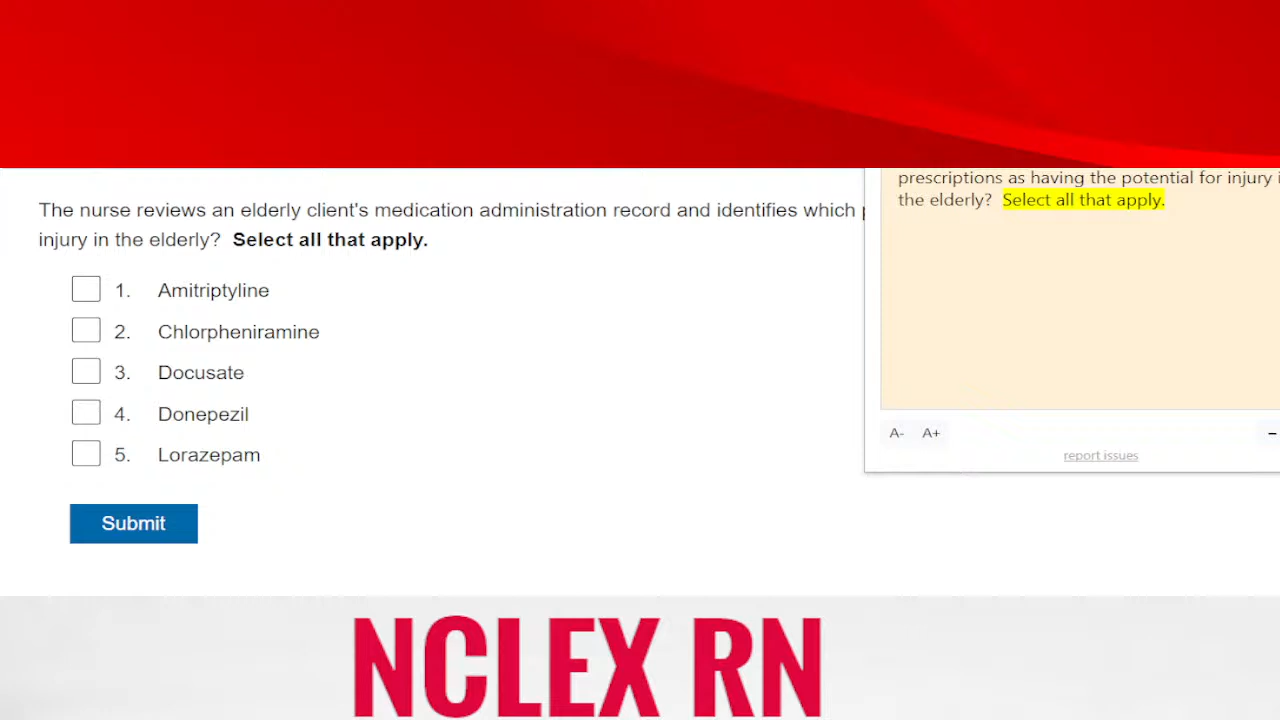 prescriptions as having the potential for injury
the elderly? Select all that apply.
The nurse reviews an elderly client's medication administration record and identifies which
injury in the elderly? Select all that apply.
1. Amitriptyline
2. Chlorpheniramine
3. Docusate
4. Donepezil
5. Lorazepam
A- A+
report issues
Submit
NCLEX RN